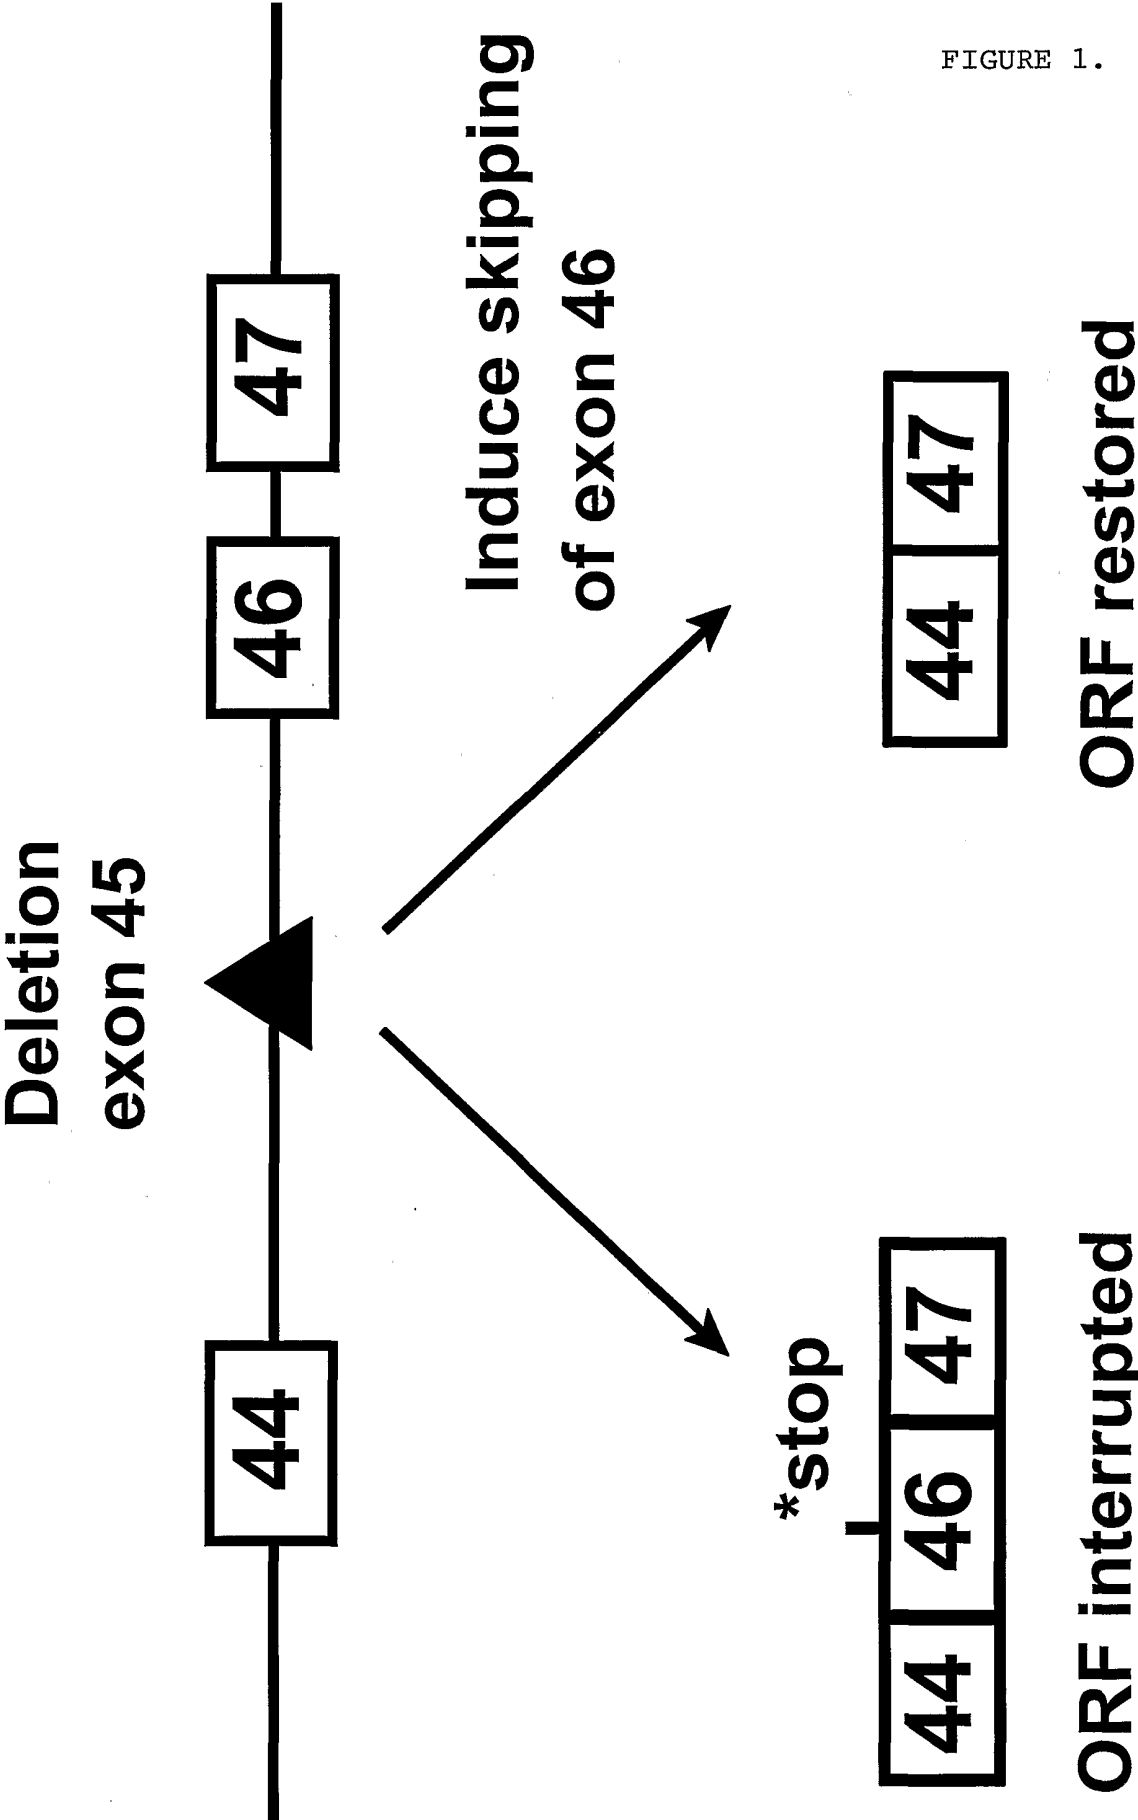 FIGURE 1.
Deletion
exon 45
44
46
47
Induce skipping
of exon 46
*stop
44 46 47
44 47
ORF interrupted
ORF restored